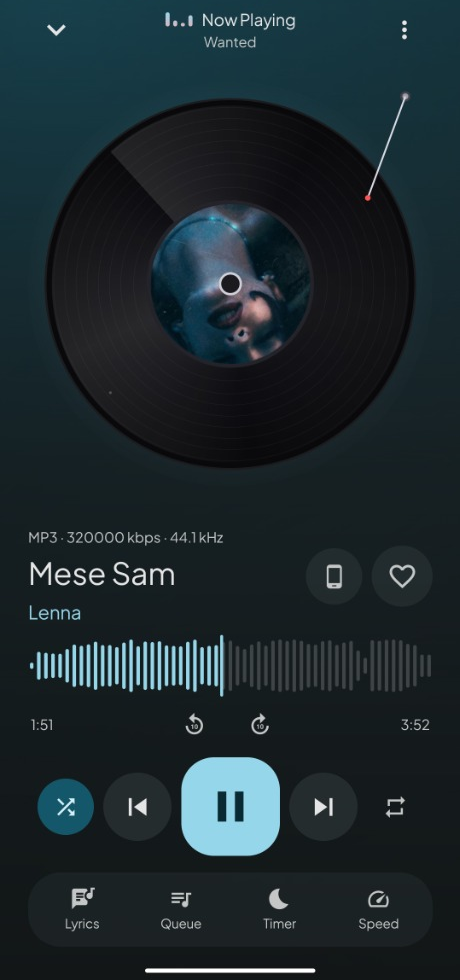 Now Playing
Wanted
MP3 · 320000 kbps · 44.1 kHz
Mese Sam
Lenna
1:51
10
10
3:52
Lyrics
Queue
Timer
Speed